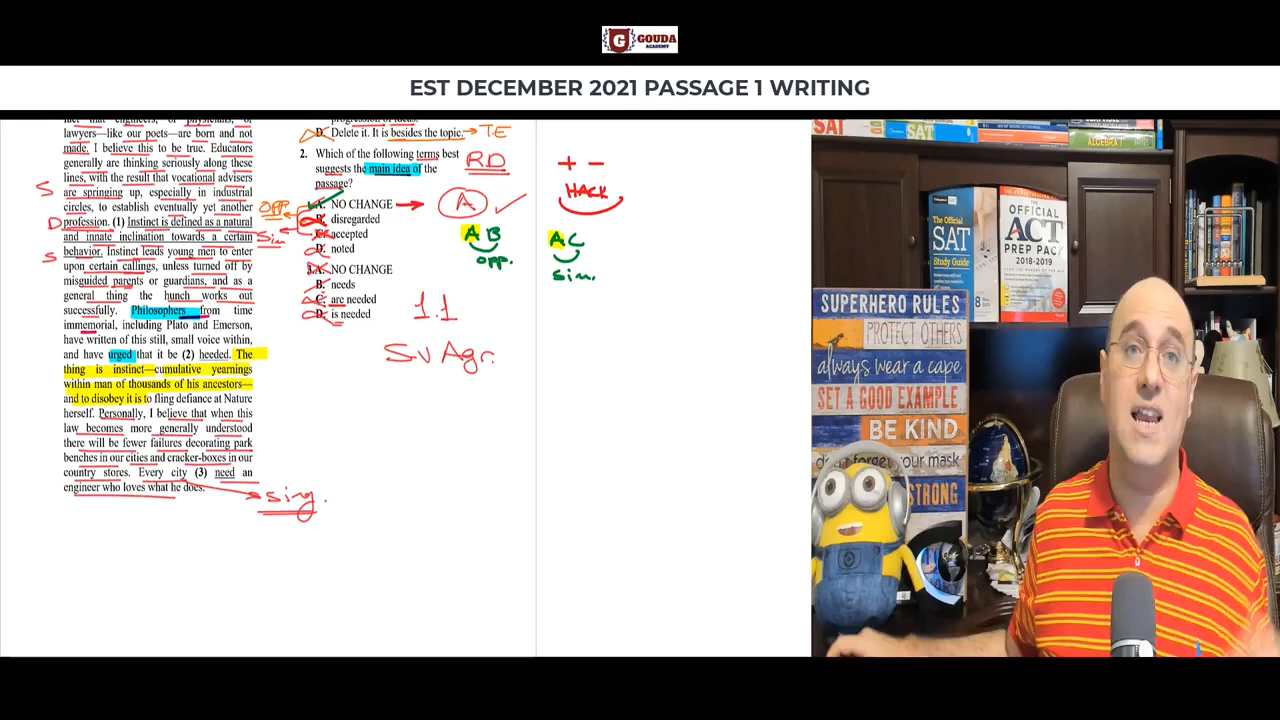 GOUDA
ACADEMY
EST DECEMBER 2021 PASSAGE 1 WRITING
lawyers—like our poets—are born and not
made. I believe this to be true. Educators
generally are thinking seriously along these
lines, with the result that vocational advisers
S
are springing up, especially in industrial
circles, to establish eventually yet another
D
profession. (1) Instinct is defined as a natural
and innate inclination towards a certain
S
behavior. Instinct leads young men to enter
upon certain callings, unless turned off by
misguided parents or guardians, and as a
general thing the hunch works out
successfully. Philosophers from time
immemorial, including Plato and Emerson,
have written of this still, small voice within,
and have urged that it be (2) heeded. The
thing is instinct—cumulative yearnings
within man of thousands of his ancestors—
and to disobey it is to fling defiance at Nature
herself. Personally, I believe that when this
law becomes more generally understood
there will be fewer failures decorating park
benches in our cities and cracker-boxes in our
country stores. Every city (3) need an
engineer who loves what he does.
sing.
progression of ideas.
D. Delete it. It is besides the topic. → T.E
2. Which of the following terms best
suggests the main idea of the
passage?
RD
A. NO CHANGE
A
B. disregarded
C. accepted
D. noted
opp
Sim
3.A. NO CHANGE
B. needs
C. are needed
D. is needed
1.1
SV Agr.
+ -
HACK
A B
opp.
A C
sim.
SAT
SAT
The Official
SAT
Study Guide
THE
OFFICIAL
ACT
PREP PACK
2018-2019
SUPERHERO RULES
PROTECT OTHERS
always wear a cape
SET A GOOD EXAMPLE
BE KIND
forget your mask
STRONG